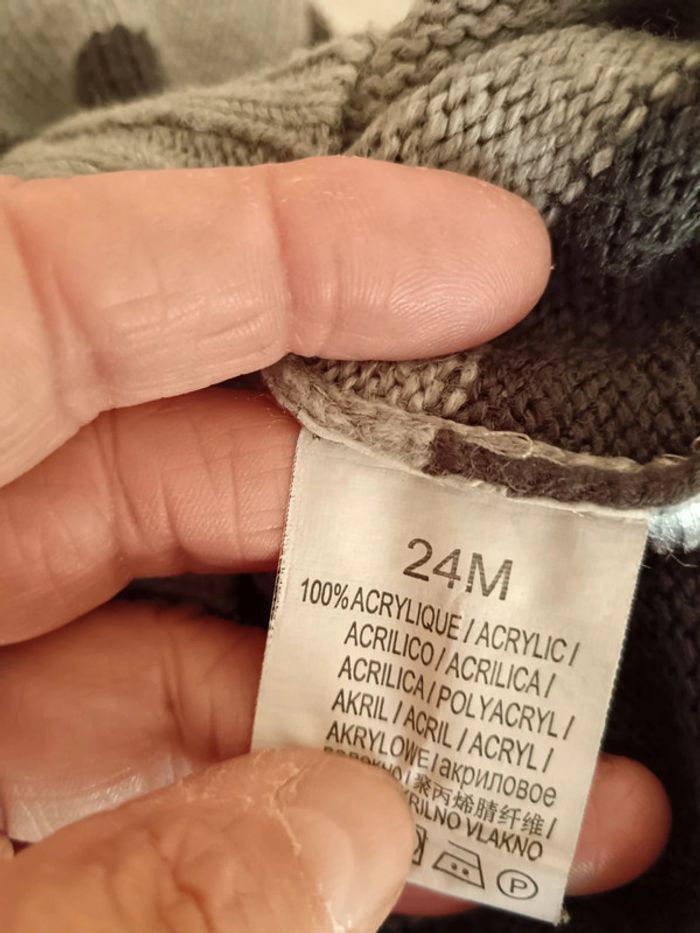 24M
100%ACRYLIQUE/ACRYLIC/
ACRILICO/ACRILICA/
ACRILICA/POLYACRYL/
AKRIL/ACRIL/ACRYL/
AKRYLOWE/акриловое
волокно/聚丙烯腈纤维/
VLAKNO
P